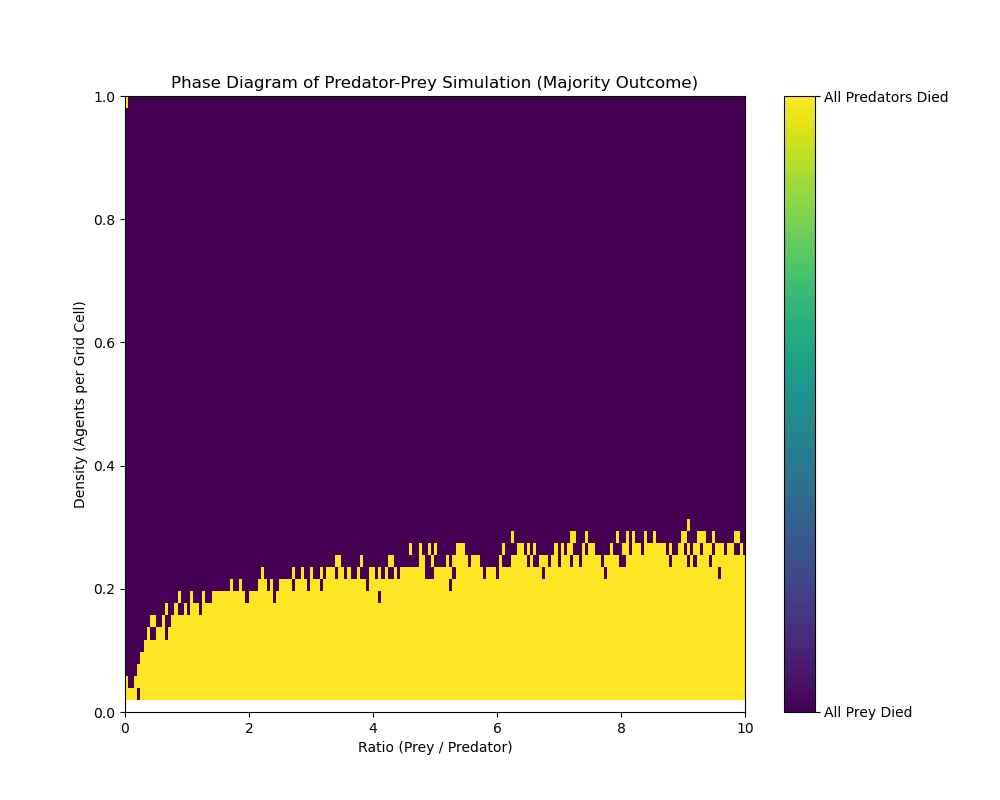 Phase Diagram of Predator-Prey Simulation (Majority Outcome)
1.0
0.8
0.6
0.4
0.2
0.0
Density (Agents per Grid Cell)
0
2
4
6
8
10
Ratio (Prey / Predator)
All Predators Died
All Prey Died